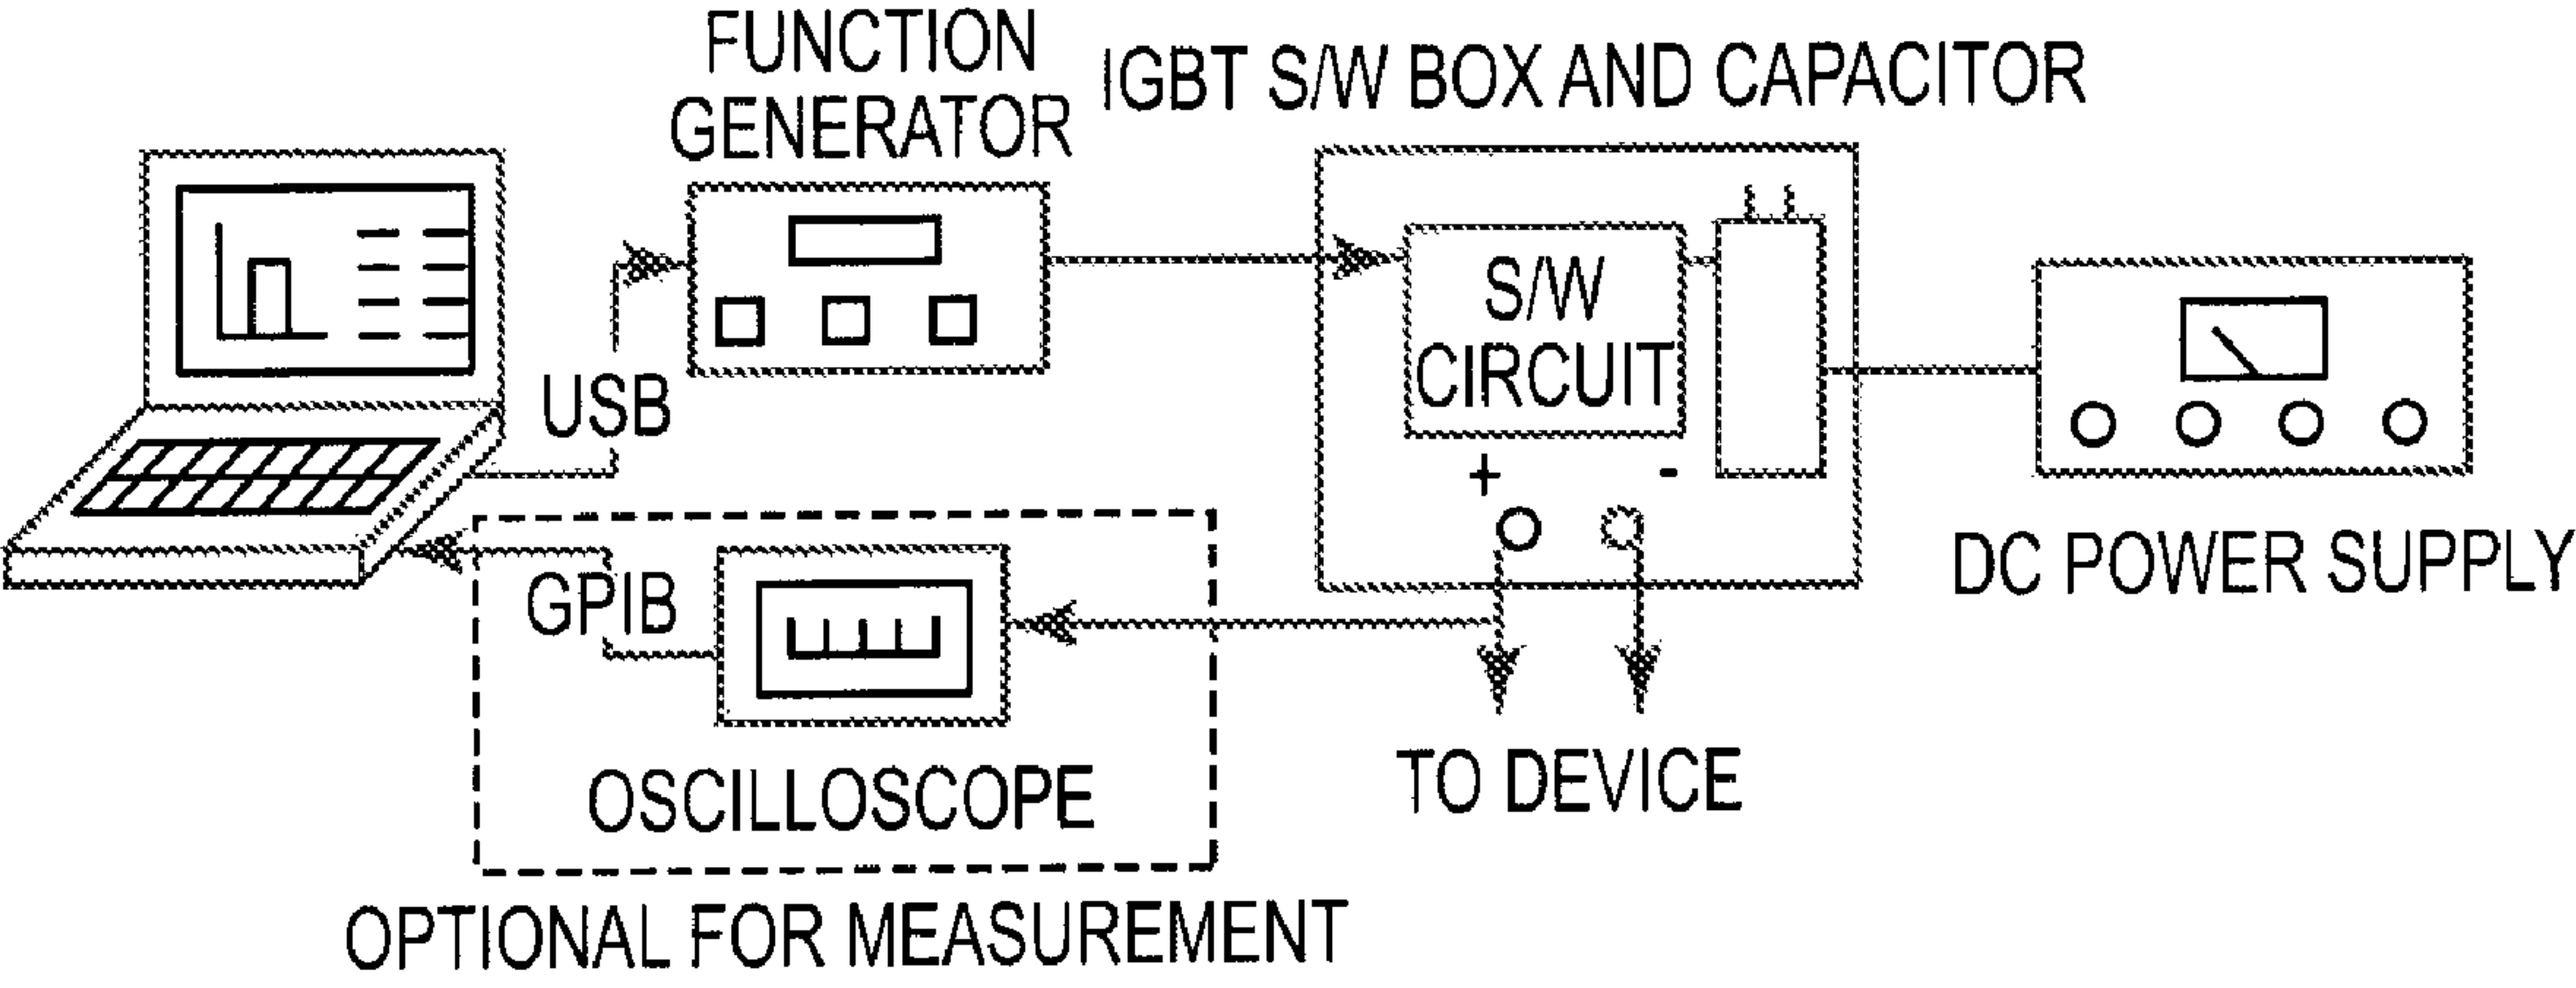 FUNCTION
GENERATOR
IGBT S/W BOX AND CAPACITOR
S/W
CIRCUIT
+ -
USB
DC POWER SUPPLY
GPIB
OSCILLOSCOPE
TO DEVICE
OPTIONAL FOR MEASUREMENT